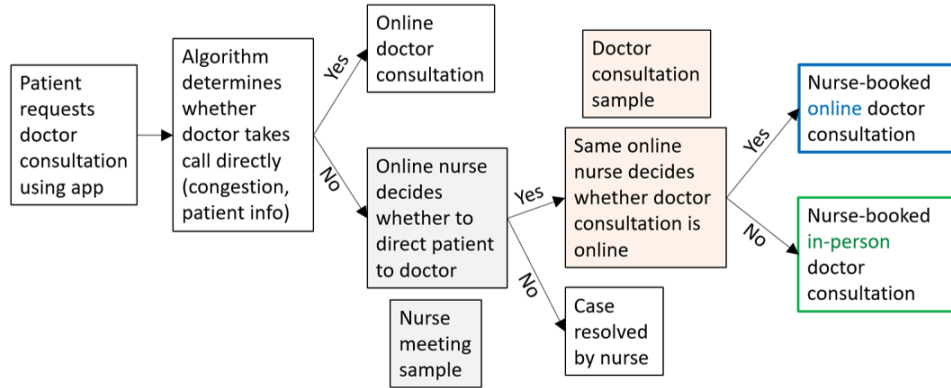 Patient
requests
doctor
consultation
using app
Algorithm
determines
whether
doctor takes
call directly
(congestion,
patient info)
Yes
No
Online
doctor
consultation
Online nurse
decides
whether to
direct patient
to doctor
Nurse
meeting
sample
Yes
No
Doctor
consultation
sample
Same online
nurse decides
whether doctor
consultation is
online
Case
resolved
by nurse
Yes
No
Nurse-booked
online doctor
consultation
Nurse-booked
in-person
doctor
consultation